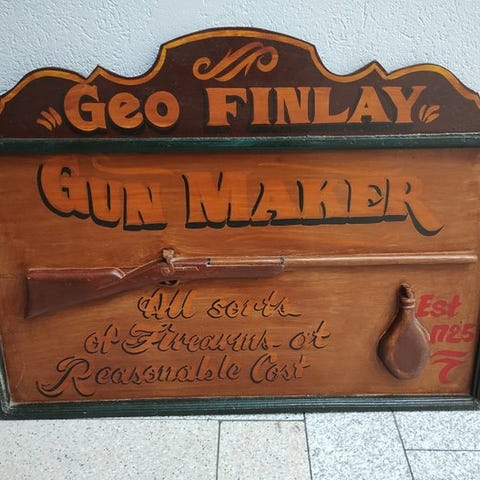 Geo FINLAY
GUN MAKER
All sorts
of Firearms at
Reasonable Cost
Est
1725